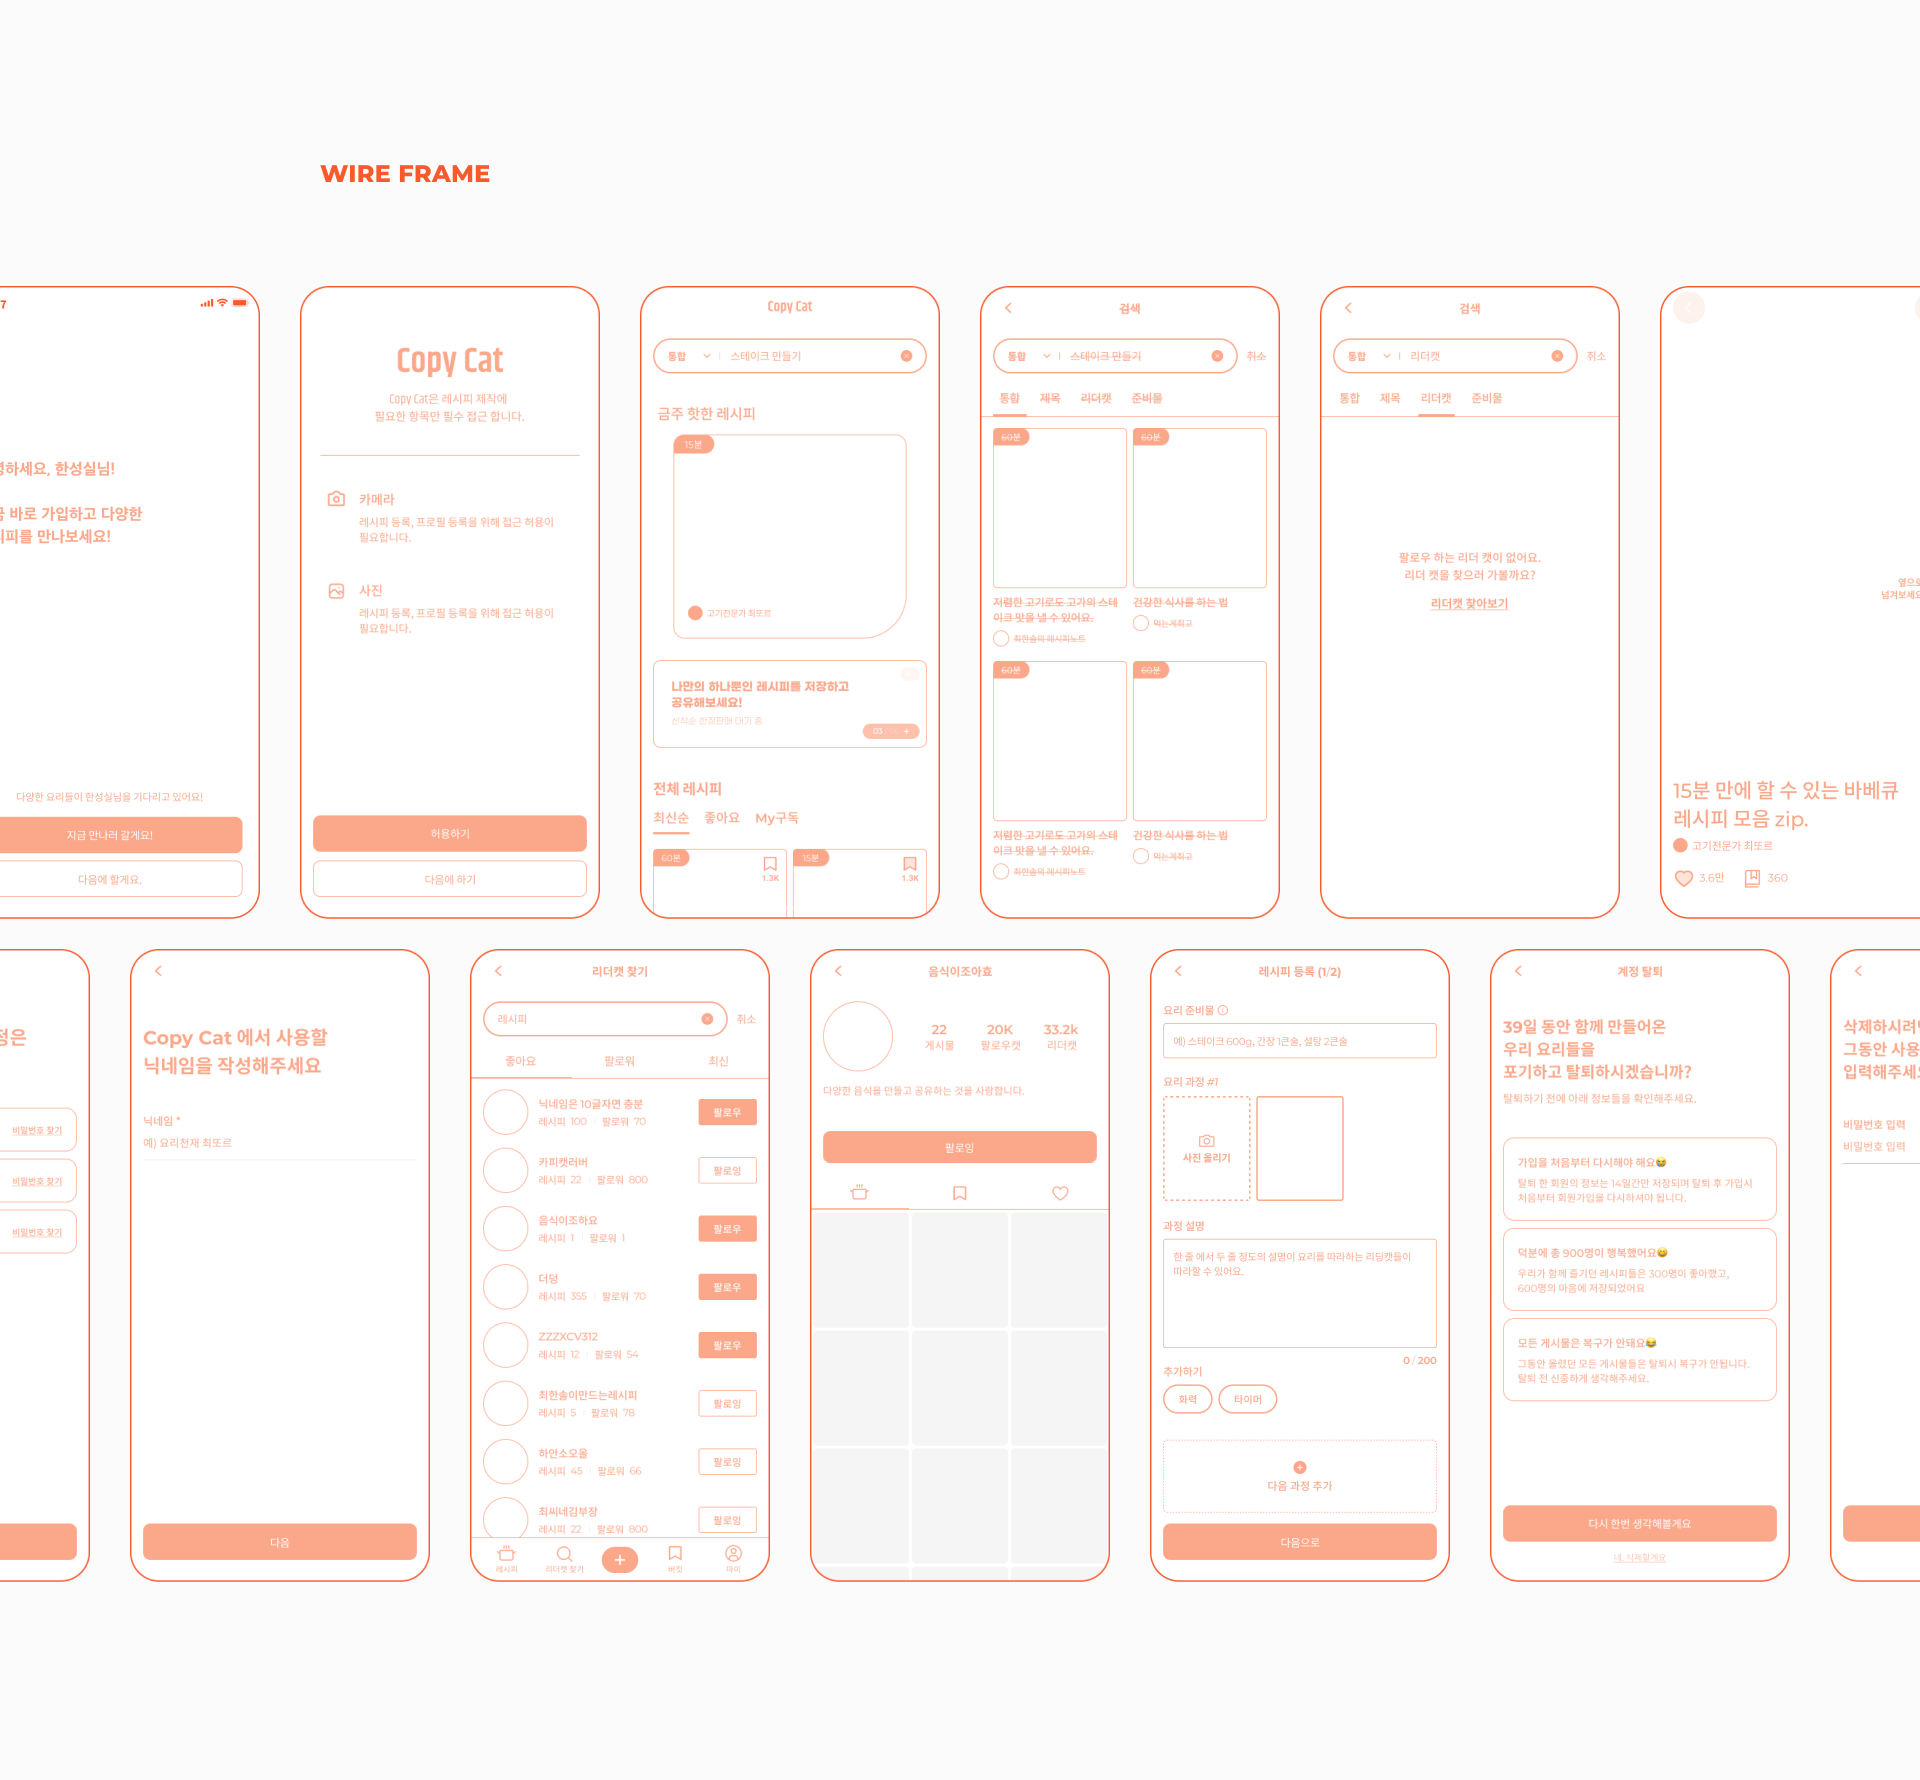 WIRE FRAME
7
하세요, 한성실님!
바로 가입하고 다양한
피를 만나보세요!
다양한 요리들이 한성실님을 기다리고 있어요!
지금 만나러 갈게요!
다음에 할게요.
Copy Cat
Copy Cat은 레시피 제작에
필요한 항목만 필수 접근 합니다.
카메라
레시피 등록, 프로필 등록을 위해 접근 허용이
필요합니다.
사진
레시피 등록, 프로필 등록을 위해 접근 허용이
필요합니다.
허용하기
다음에 하기
Copy Cat
통합
스테이크 만들기
금주 핫한 레시피
15분
고기전문가 최또르
나만의 하나뿐인 레시피를 저장하고
공유해보세요!
선착순 한정판매 대기 중
03
전체 레시피
최신순 좋아요 My구독
60분
1.3K
15분
1.3K
검색
통합
스테이크 만들기
취소
통합 제목 리더캣 준비물
60분
60분
저렴한 고기로도 고가의 스테
이크 맛을 낼 수 있어요.
최한솔의 레시피노트
건강한 식사를 하는 법
먹는게최고
60분
60분
저렴한 고기로도 고가의 스테
이크 맛을 낼 수 있어요.
최한솔의 레시피노트
건강한 식사를 하는 법
먹는게최고
검색
통합
리더캣
취소
통합 제목 리더캣 준비물
팔로우 하는 리더 캣이 없어요.
리더 캣을 찾으러 가볼까요?
리더캣 찾아보기
옆으로
넘겨보세요
15분 만에 할 수 있는 바베큐
레시피 모음 zip.
고기전문가 최또르
3.6만
360
정은
비밀번호 찾기
비밀번호 찾기
비밀번호 찾기
Copy Cat 에서 사용할
닉네임을 작성해주세요
닉네임 *
예) 요리천재 최또르
다음
리더캣 찾기
레시피
취소
좋아요 팔로워 최신
닉네임은 10글자면 충분
레시피 100 팔로워 70
팔로우
카피캣러버
레시피 22 팔로워 800
팔로잉
음식이조하요
레시피 1 팔로워 1
팔로우
더덩
레시피 355 팔로워 70
팔로우
ZZZXCV312
레시피 12 팔로워 54
팔로우
최한솔이만드는레시피
레시피 5 팔로워 78
팔로잉
하안소오올
레시피 45 팔로워 66
팔로잉
최씨네김부장
레시피 22 팔로워 800
팔로잉
레시피
리더캣 찾기
버킷
마이
음식이조아효
22 20K 33.2k
게시물 팔로우캣 리더캣
다양한 음식을 만들고 공유하는 것을 사랑합니다.
팔로잉
레시피 등록 (1/2)
요리 준비물
예) 스테이크 600g, 간장 1큰술, 설탕 2큰술
요리 과정 #1
사진 올리기
과정 설명
한 줄 에서 두 줄 정도의 설명이 요리를 따라하는 리딩캣들이
따라할 수 있어요.
0 / 200
추가하기
화력 타이머
다음 과정 추가
다음으로
계정 탈퇴
39일 동안 함께 만들어온
우리 요리들을
포기하고 탈퇴하시겠습니까?
탈퇴하기 전에 아래 정보들을 확인해주세요.
가입을 처음부터 다시해야 해요😹
탈퇴 한 회원의 정보는 14일간만 저장되며 탈퇴 후 가입시
처음부터 회원가입을 다시하셔야 됩니다.
덕분에 총 900명이 행복했어요😀
우리가 함께 즐기던 레시피들은 300명이 좋아했고,
600명의 마음에 저장되었어요
모든 게시물은 복구가 안돼요😹
그동안 올렸던 모든 게시물들은 탈퇴시 복구가 안됩니다.
탈퇴 전 신중하게 생각해주세요.
다시 한번 생각해볼게요
네, 삭제할게요
삭제하시려
그동안 사용
입력해주세
비밀번호 입력
비밀번호 입력